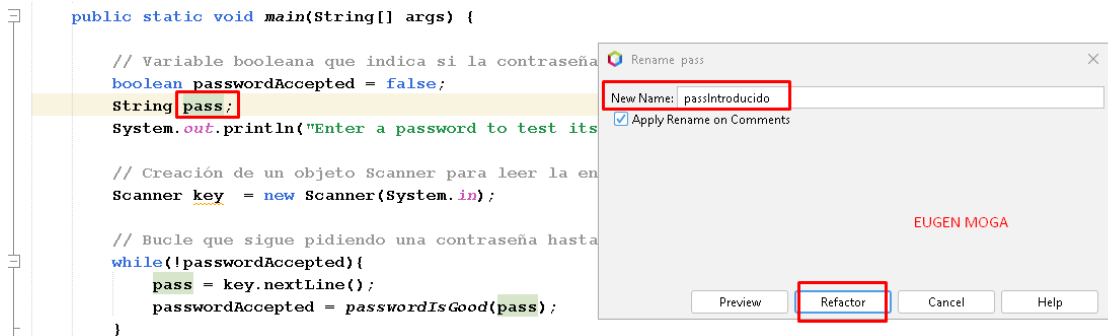 public static void main(String[] args) {
// Variable booleana que indica si la contraseña
boolean passwordAccepted = false;
String pass;
System.out.println("Enter a password to test its
// Creación de un objeto Scanner para leer la en
Scanner key  = new Scanner(System.in);
// Bucle que sigue pidiendo una contraseña hasta
while(!passwordAccepted){
pass = key.nextLine();
passwordAccepted = passwordIsGood(pass);
}
Rename pass
New Name: passIntroducido
Apply Rename on Comments
EUGEN MOGA
Preview Refactor Cancel Help